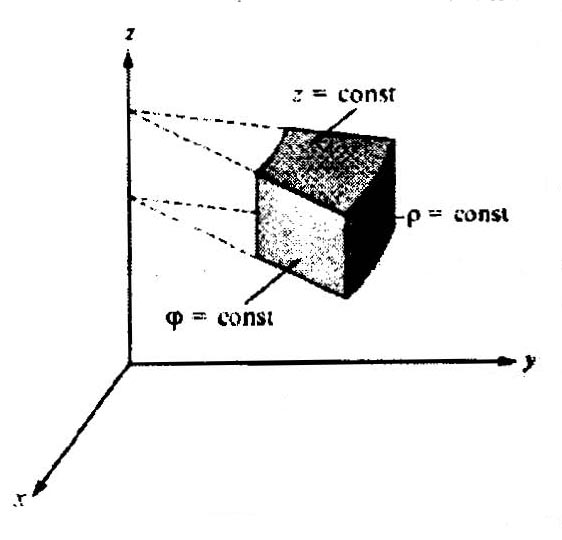 z
z = const
ρ = const
φ = const
y
x